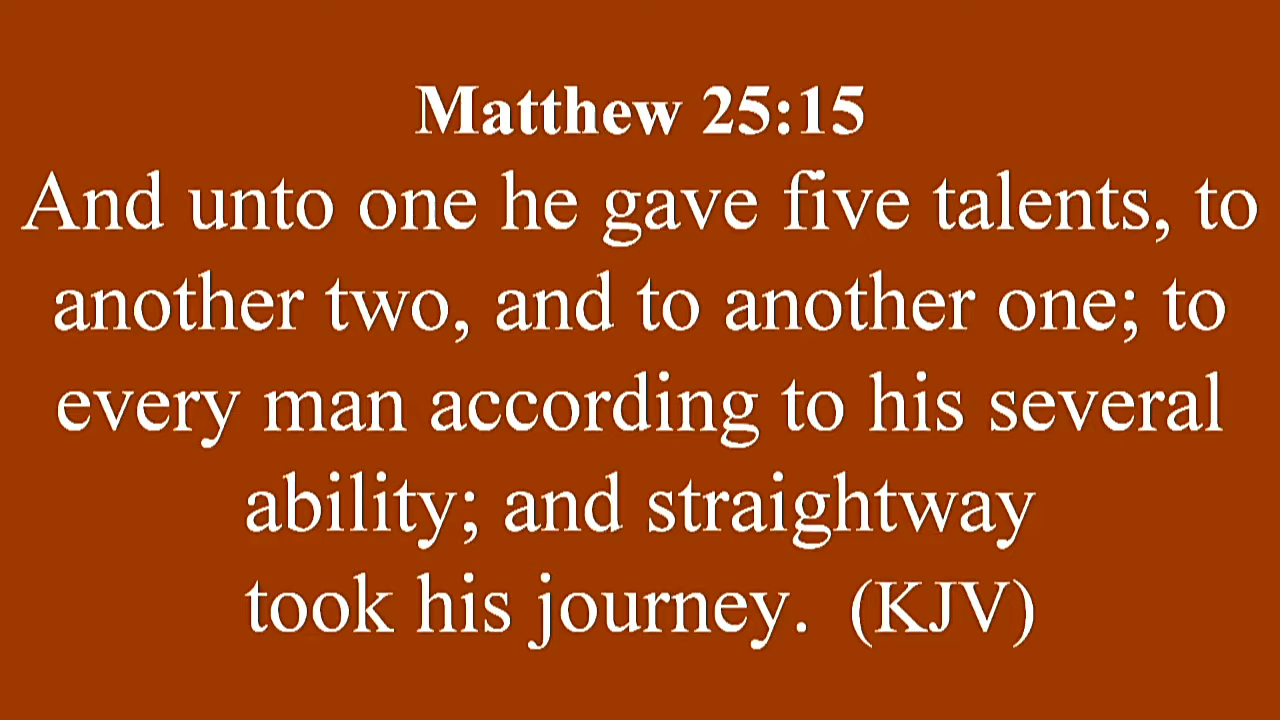 Matthew 25:15
And unto one he gave five talents, to
another two, and to another one; to
every man according to his several
ability; and straightway
took his journey.  (KJV)